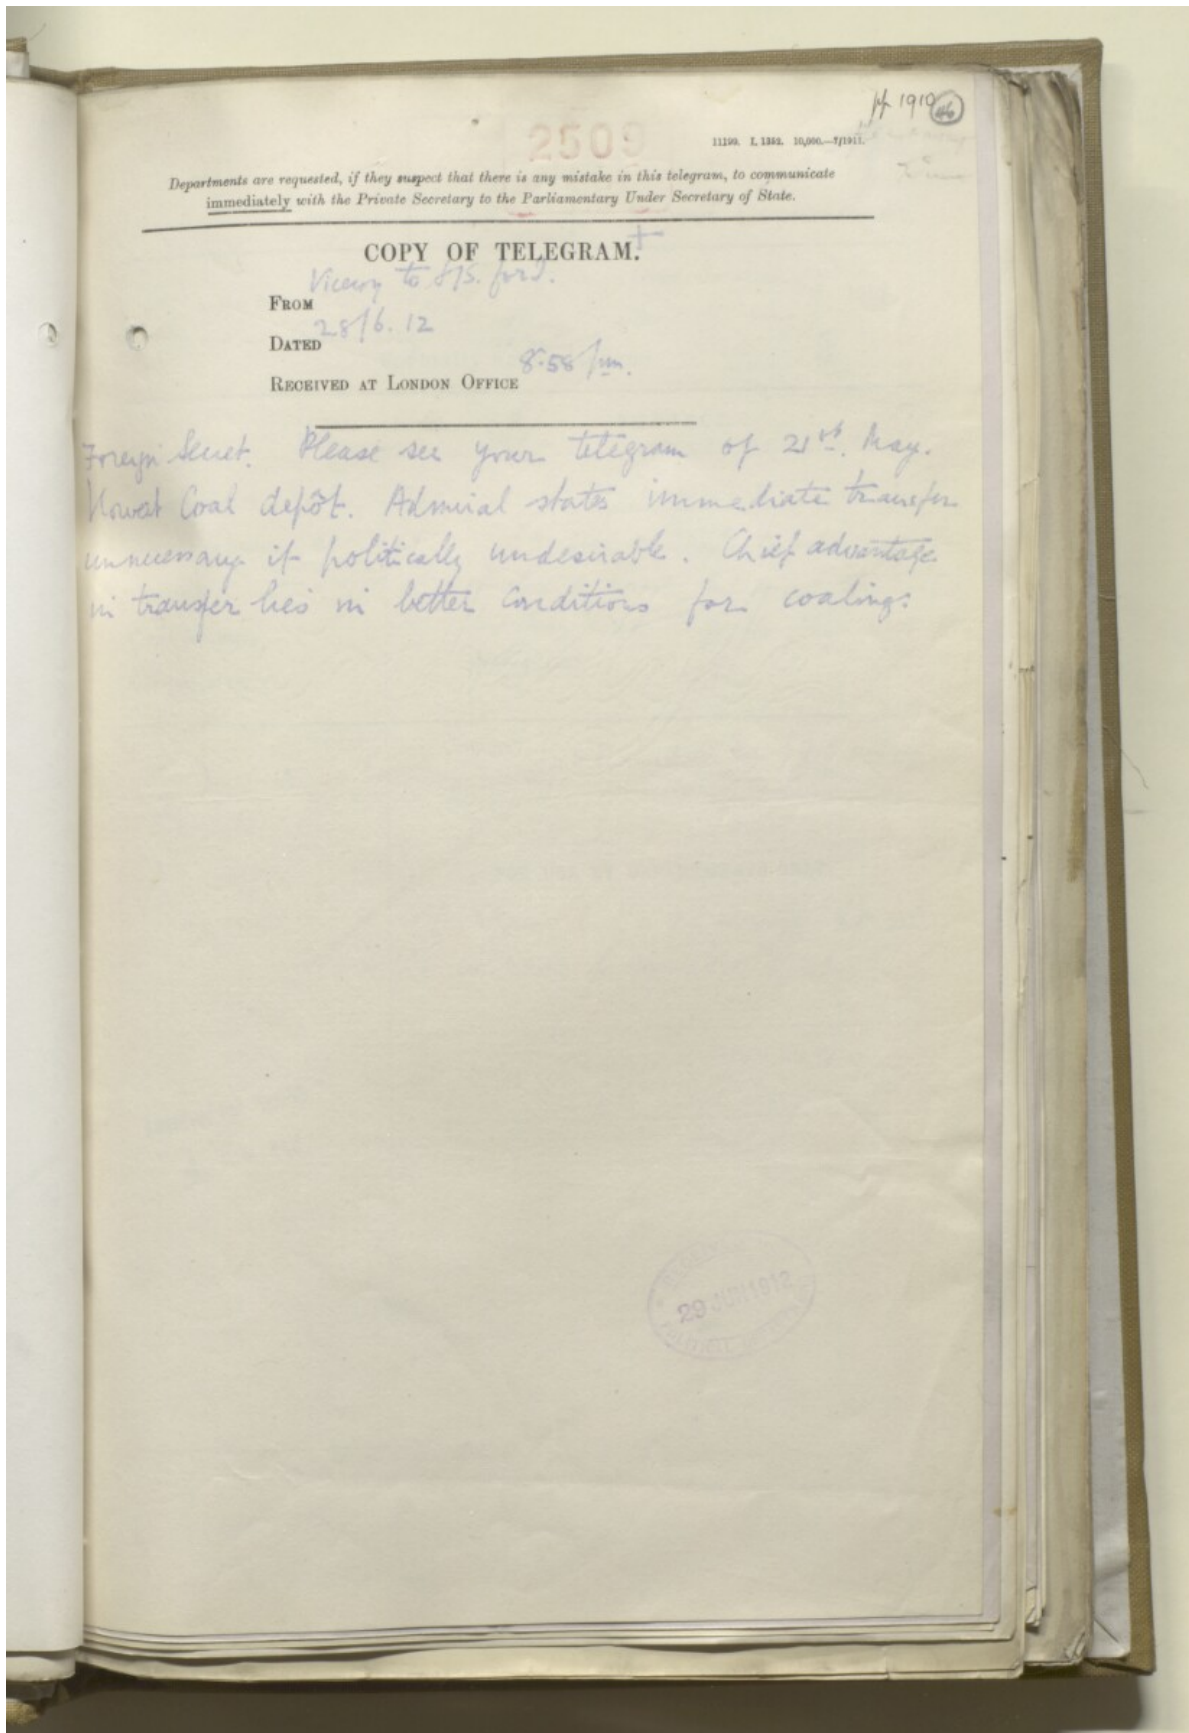 pp 1910 46
2509
11199. I. 1352. 10,000.—7/1911.
Departments are requested, if they suspect that there is any mistake in this telegram, to communicate
immediately with the Private Secretary to the Parliamentary Under Secretary of State.
COPY OF TELEGRAM.
Viceroy to S/S. for I.
FROM
28/6.12
DATED
8.58 pm.
RECEIVED AT LONDON OFFICE
Foreign Secret. Please see your telegram of 21st. May.
Coal depôt. Admiral states immediate transfer
unnecessary if politically undesirable. Chief advantage
in transfer lies in better conditions for coaling.
29 JUN 1912